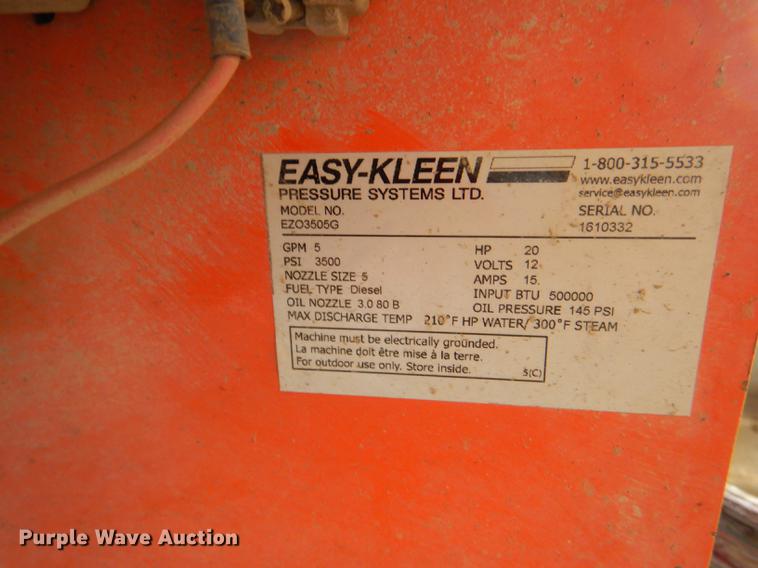 EASY-KLEEN
PRESSURE SYSTEMS LTD.
1-800-315-5533
www.easykleen.com
service@easykleen.com
MODEL NO.
EZO3505G
SERIAL NO.
1610332
GPM 5
PSI 3500
NOZZLE SIZE 5
FUEL TYPE Diesel
OIL NOZZLE 3.0 80 B
HP 20
VOLTS 12
AMPS 15
INPUT BTU 500000
OIL PRESSURE 145 PSI
MAX DISCHARGE TEMP 210°F HP WATER/ 300°F STEAM
Machine must be electrically grounded.
La machine doit être mise à la terre.
For outdoor use only. Store inside.
5(C)
Purple Wave Auction